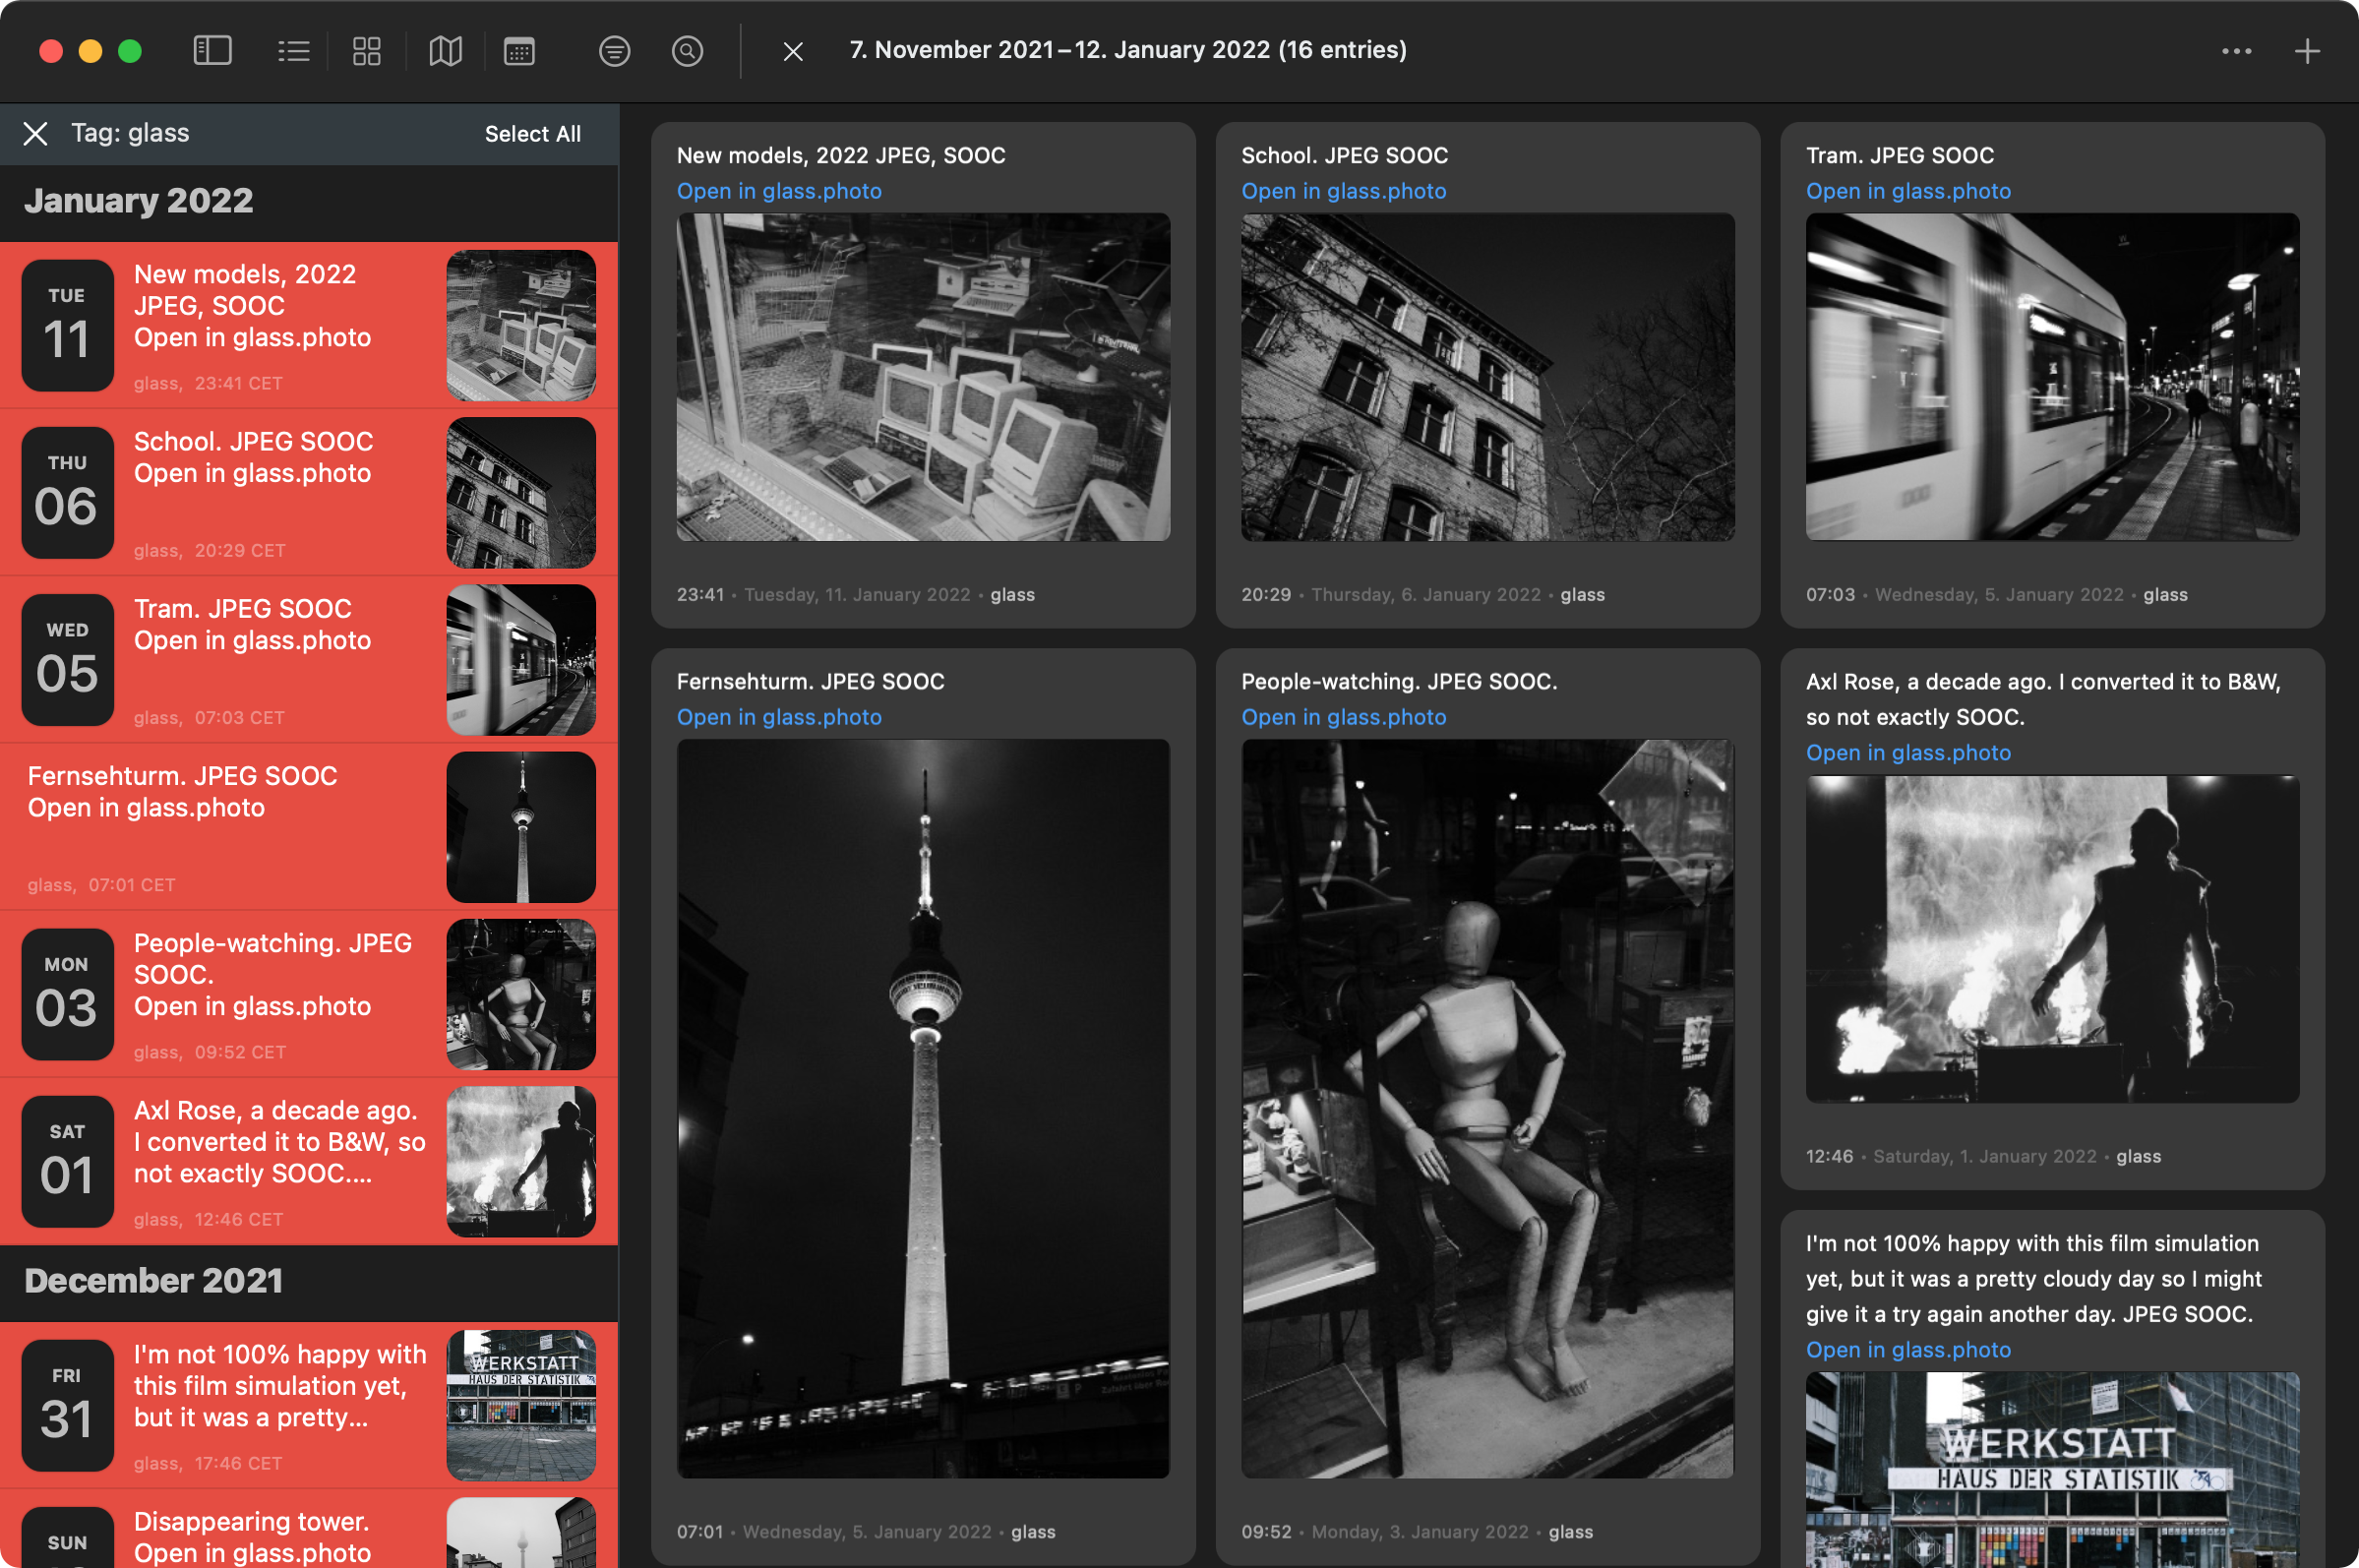 7. November 2021–12. January 2022 (16 entries)
Tag: glass
Select All
January 2022
TUE
11
New models, 2022
JPEG, SOOC
Open in glass.photo
glass, 23:41 CET
THU
06
School. JPEG SOOC
Open in glass.photo
glass, 20:29 CET
WED
05
Tram. JPEG SOOC
Open in glass.photo
glass, 07:03 CET
Fernsehturm. JPEG SOOC
Open in glass.photo
glass, 07:01 CET
MON
03
People-watching. JPEG
SOOC.
Open in glass.photo
glass, 09:52 CET
SAT
01
Axl Rose, a decade ago.
I converted it to B&W, so
not exactly SOOC....
glass, 12:46 CET
December 2021
FRI
31
I'm not 100% happy with
this film simulation yet,
but it was a pretty...
glass, 17:46 CET
WERKSTATT
HAUS DER STATISTIK
SUN
Disappearing tower.
Open in glass.photo
New models, 2022 JPEG, SOOC
Open in glass.photo
23:41 • Tuesday, 11. January 2022 • glass
School. JPEG SOOC
Open in glass.photo
20:29 • Thursday, 6. January 2022 • glass
Tram. JPEG SOOC
Open in glass.photo
07:03 • Wednesday, 5. January 2022 • glass
Fernsehturm. JPEG SOOC
Open in glass.photo
07:01 • Wednesday, 5. January 2022 • glass
People-watching. JPEG SOOC.
Open in glass.photo
09:52 • Monday, 3. January 2022 • glass
Axl Rose, a decade ago. I converted it to B&W,
so not exactly SOOC.
Open in glass.photo
12:46 • Saturday, 1. January 2022 • glass
I'm not 100% happy with this film simulation
yet, but it was a pretty cloudy day so I might
give it a try again another day. JPEG SOOC.
Open in glass.photo
WERKSTATT
HAUS DER STATISTIK